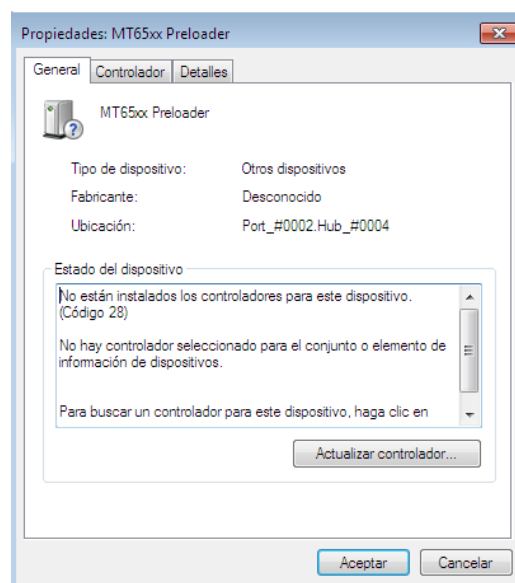 Propiedades: MT65xx Preloader
General Controlador Detalles
MT65xx Preloader
Tipo de dispositivo: Otros dispositivos
Fabricante: Desconocido
Ubicación: Port_#0002.Hub_#0004
Estado del dispositivo
No están instalados los controladores para este dispositivo.
(Código 28)
No hay controlador seleccionado para el conjunto o elemento de
información de dispositivos.
Para buscar un controlador para este dispositivo, haga clic en
Actualizar controlador...
Aceptar Cancelar